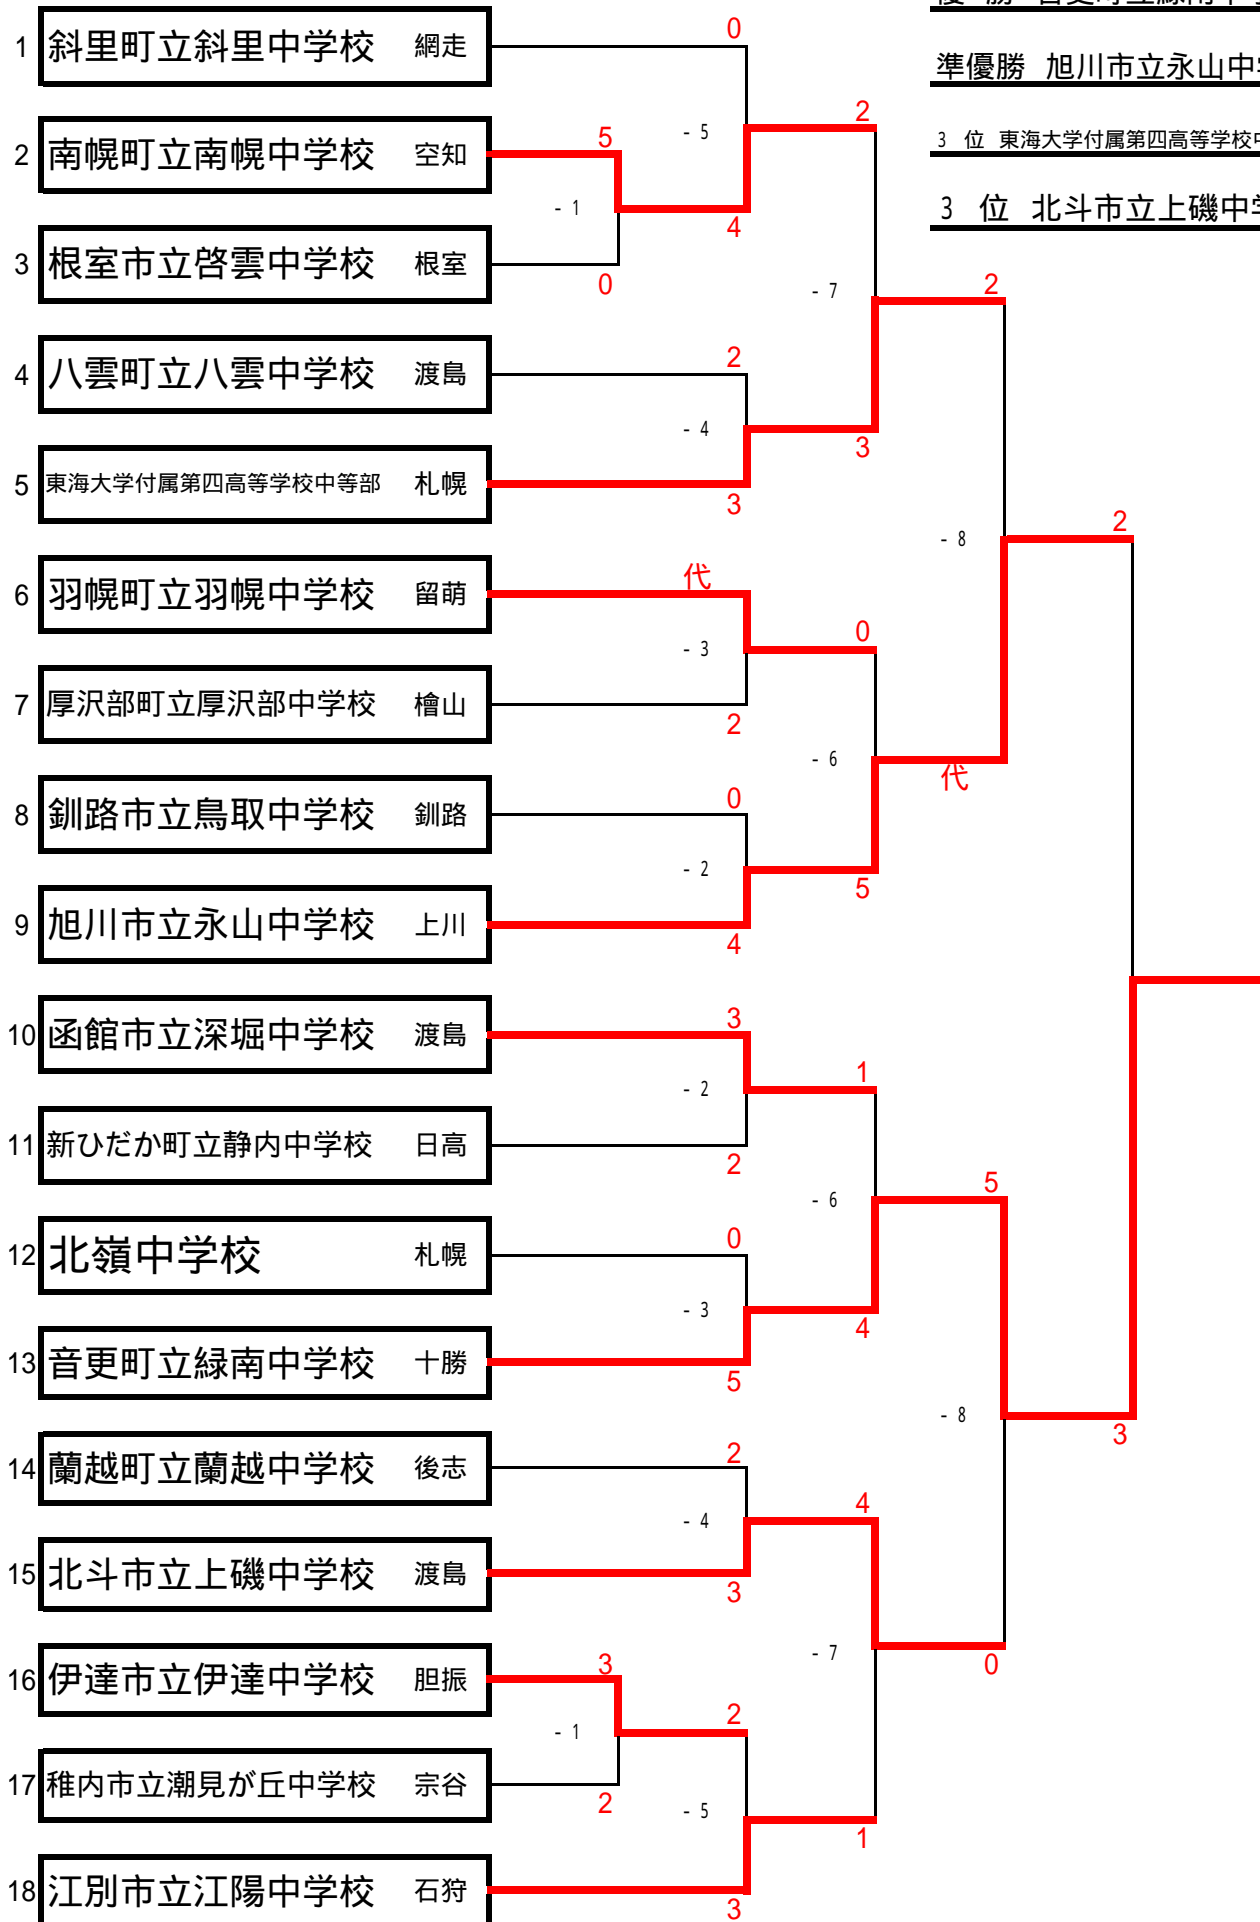 準優勝 旭川市立永山中
3 位 東海大学付属第四高等学校
3 位 北斗市立上磯中
1 斜里町立斜里中学校 網走
0
2 南幌町立南幌中学校 空知
5
- 5
2
- 1
4
3 根室市立啓雲中学校 根室
0
- 7
2
4 八雲町立八雲中学校 渡島
2
- 4
3
5 東海大学付属第四高等学校中等部 札幌
3
- 8
2
6 羽幌町立羽幌中学校 留萌
代
- 3
0
7 厚沢部町立厚沢部中学校 檜山
2
- 6
代
8 釧路市立鳥取中学校 釧路
0
- 2
5
9 旭川市立永山中学校 上川
4
10 函館市立深堀中学校 渡島
3
- 2
1
11 新ひだか町立静内中学校 日高
2
- 6
5
12 北嶺中学校 札幌
0
- 3
4
13 音更町立緑南中学校 十勝
5
- 8
3
14 蘭越町立蘭越中学校 後志
2
- 4
4
15 北斗市立上磯中学校 渡島
3
- 7
0
16 伊達市立伊達中学校 胆振
3
- 1
2
17 稚内市立潮見が丘中学校 宗谷
2
- 5
1
18 江別市立江陽中学校 石狩
3